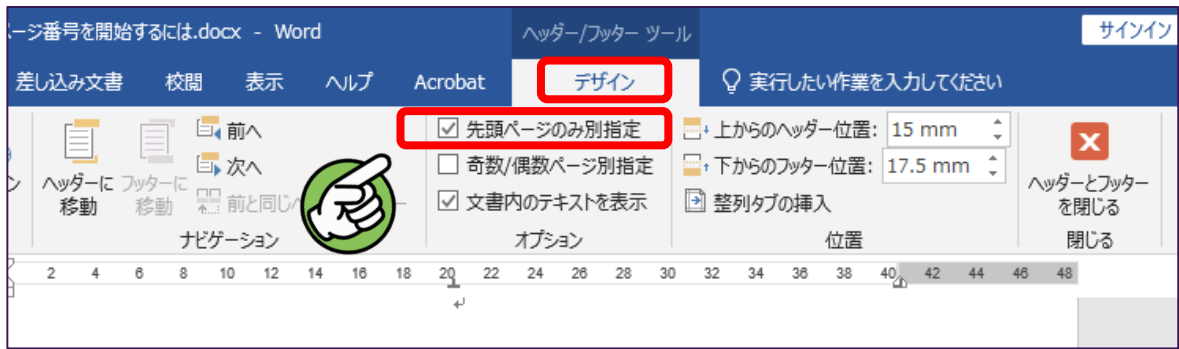 ージ番号を開始するには.docx - Word
ヘッダー/フッター ツール
サインイン
差し込み文書
校閲
表示
ヘルプ
Acrobat
デザイン
実行したい作業を入力してください
ヘッダーに
移動
フッターに
移動
前へ
次へ
前と同じ
ナビゲーション
先頭ページのみ別指定
奇数/偶数ページ別指定
文書内のテキストを表示
オプション
上からのヘッダー位置: 15 mm
下からのフッター位置: 17.5 mm
整列タブの挿入
位置
ヘッダーとフッター
を閉じる
閉じる
2 4 6 8 10 12 14 16 18 20 22 24 26 28 30 32 34 36 38 40 42 44 46 48